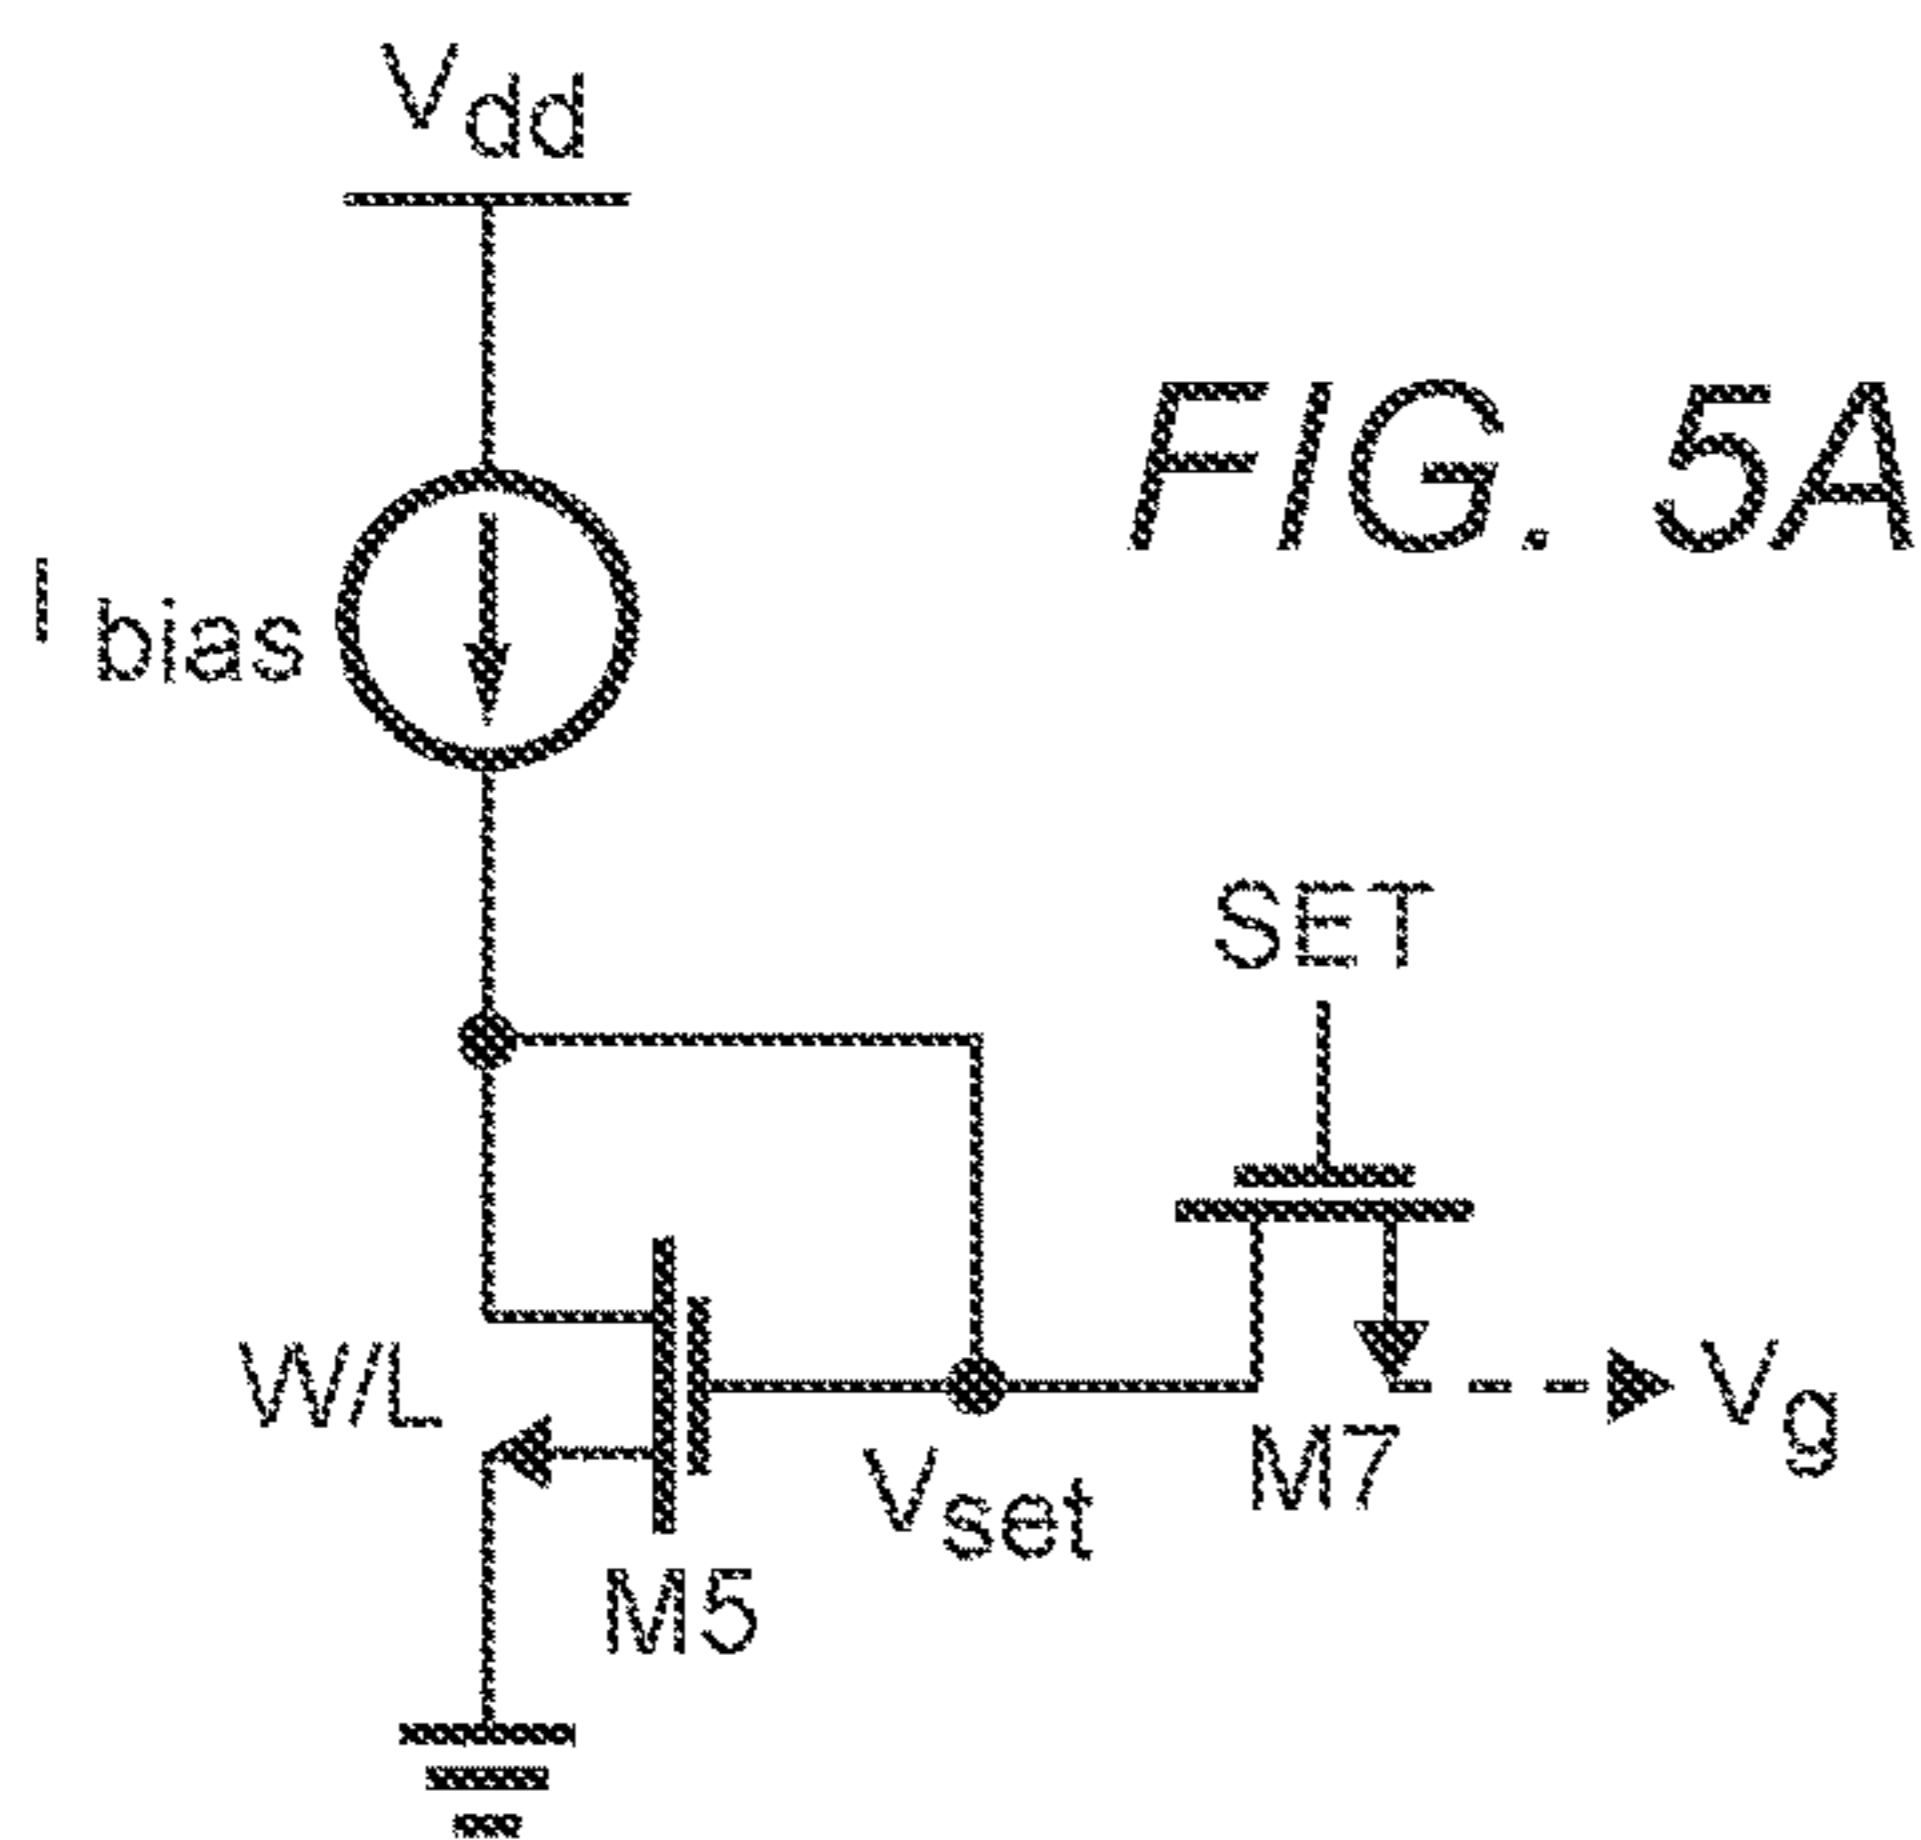 Vdd
FIG. 5A
I bias
SET
W/L
Vg
M7
Vset
M5